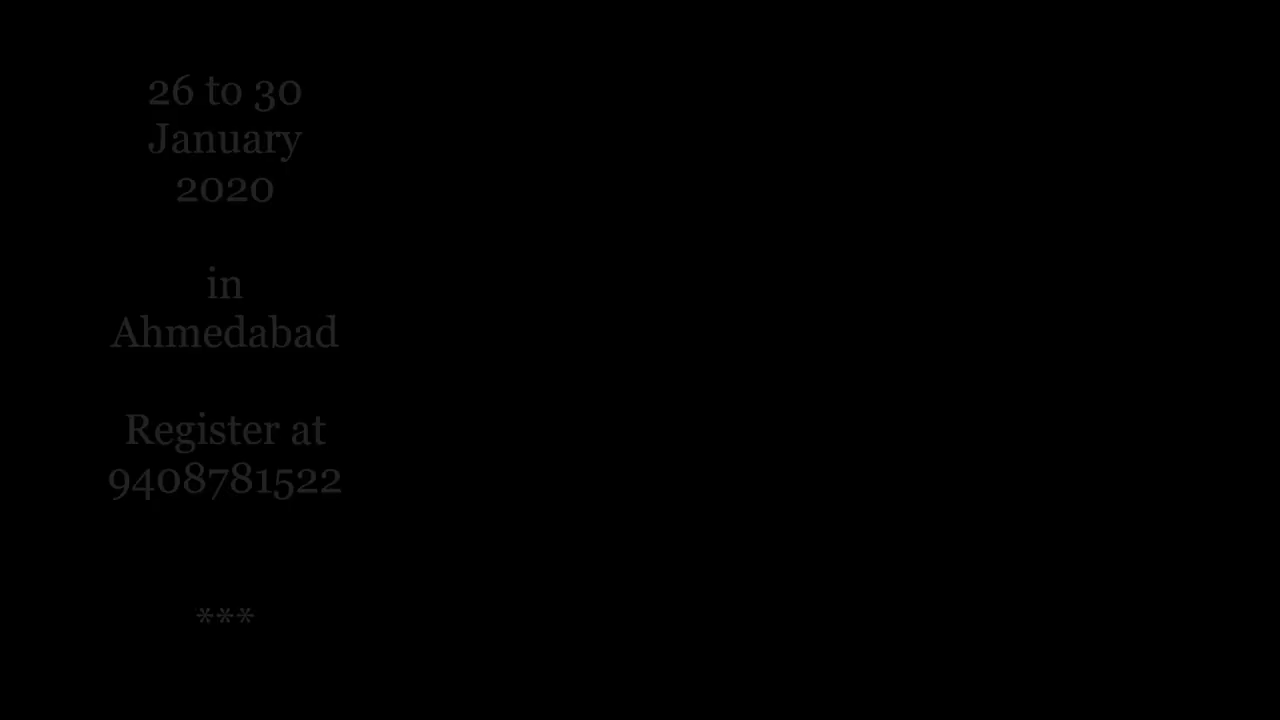 26 to 30
January
2020
in
Ahmedabad
Register at
9408781522
***